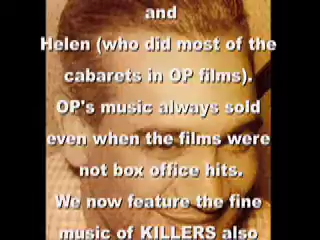 and
Helen (who did most of the
cabarets in OP films).
OP's music always sold
even when the films were
not box office hits.
We now feature the fine
music of KILLERS also